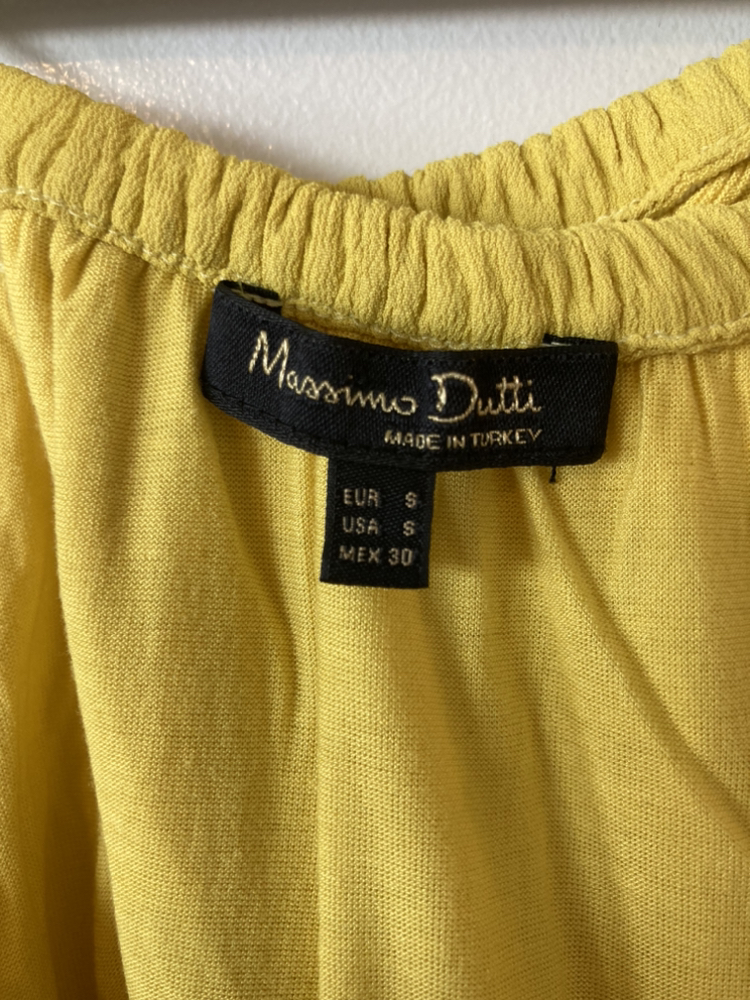 Massimo Dutti
MADE IN TURKEY
EUR S
USA S
MEX 30